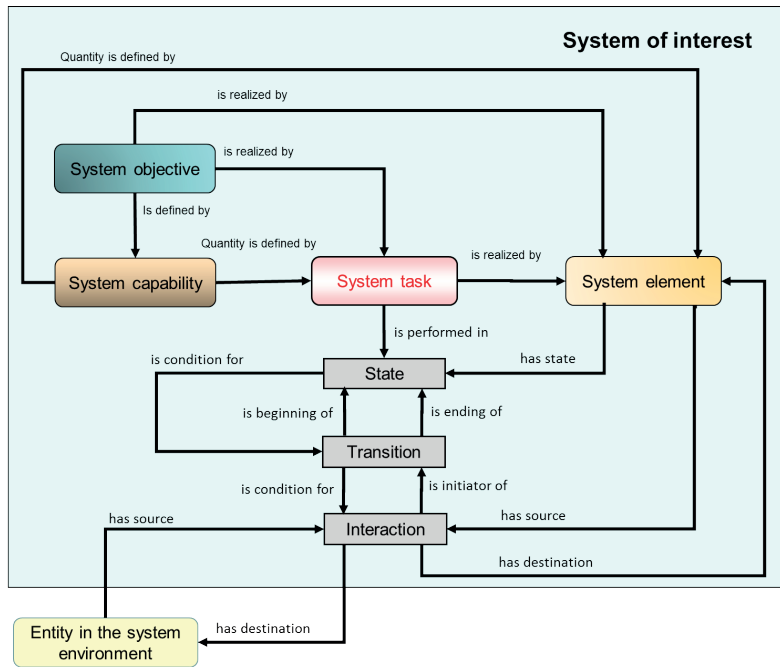 System of interest
Quantity is defined by
is realized by
is realized by
System objective
Is defined by
Quantity is defined by
is realized by
System capability
System task
System element
is performed in
is condition for
has state
State
is beginning of
is ending of
Transition
is condition for
is initiator of
has source
has source
Interaction
has destination
Entity in the system
environment
has destination